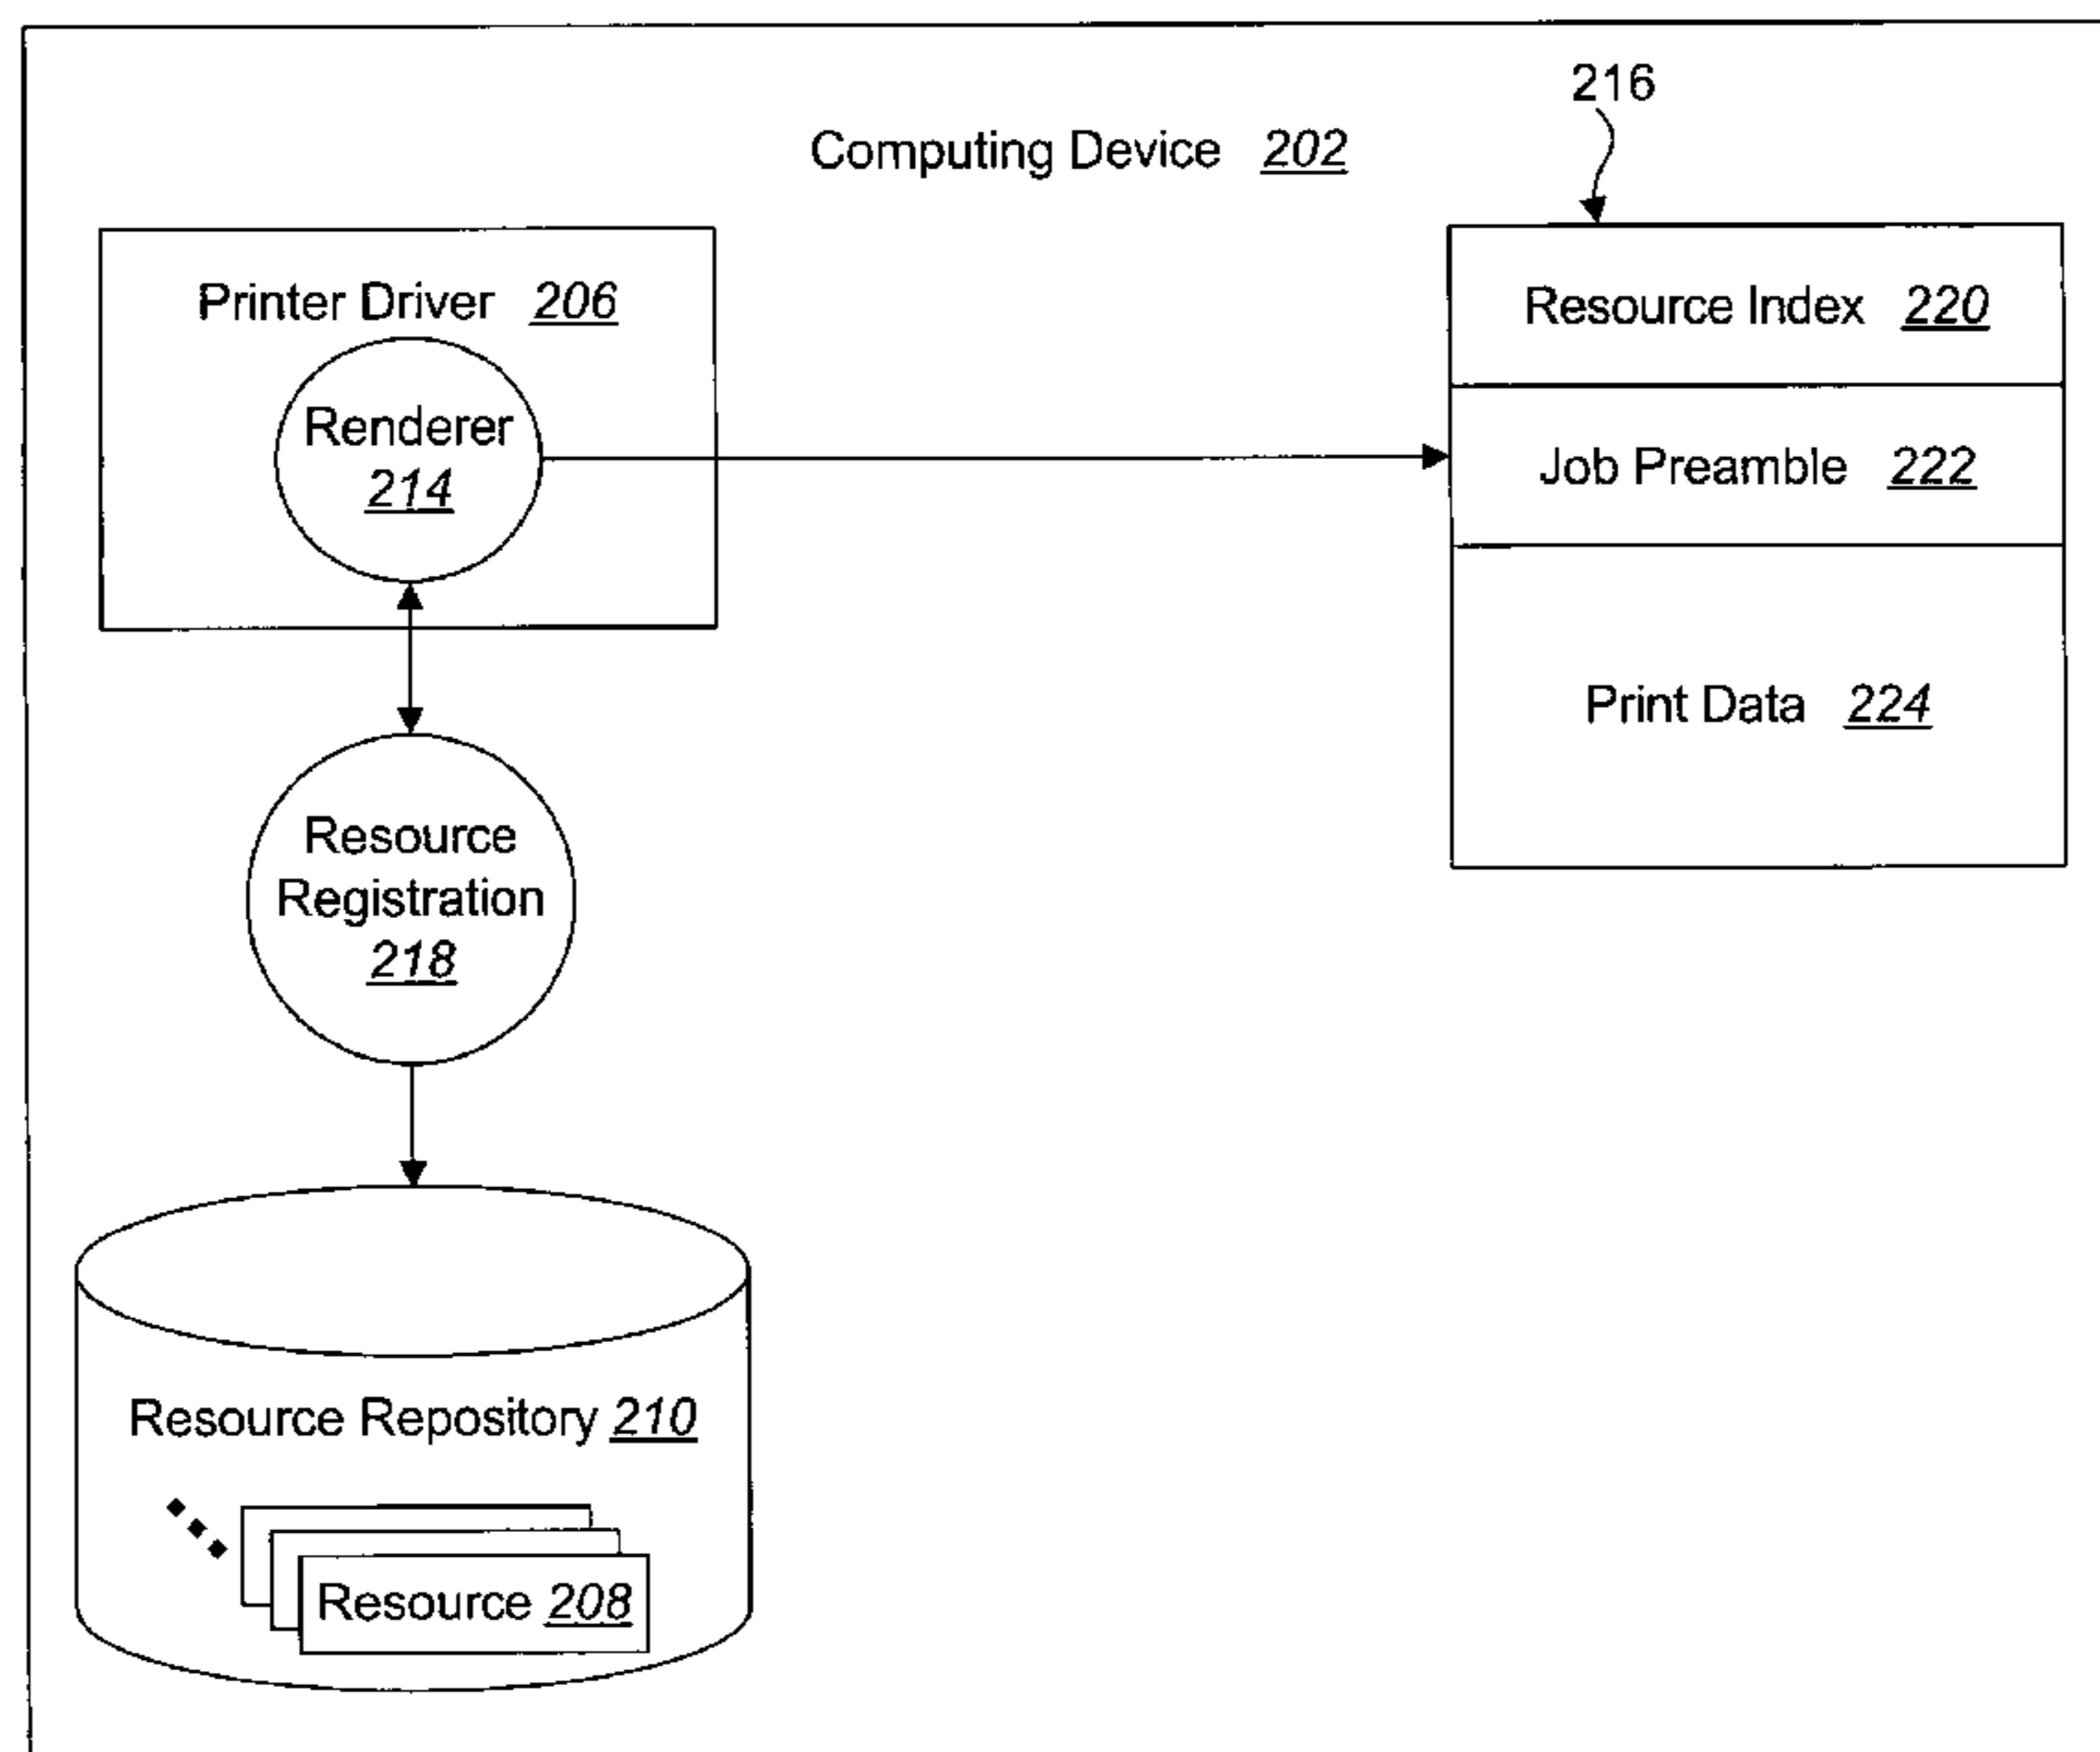 216
Computing Device 202
Printer Driver 206
Renderer
214
Resource Index 220
Job Preamble 222
Print Data 224
Resource
Registration
218
Resource Repository 210
Resource 208